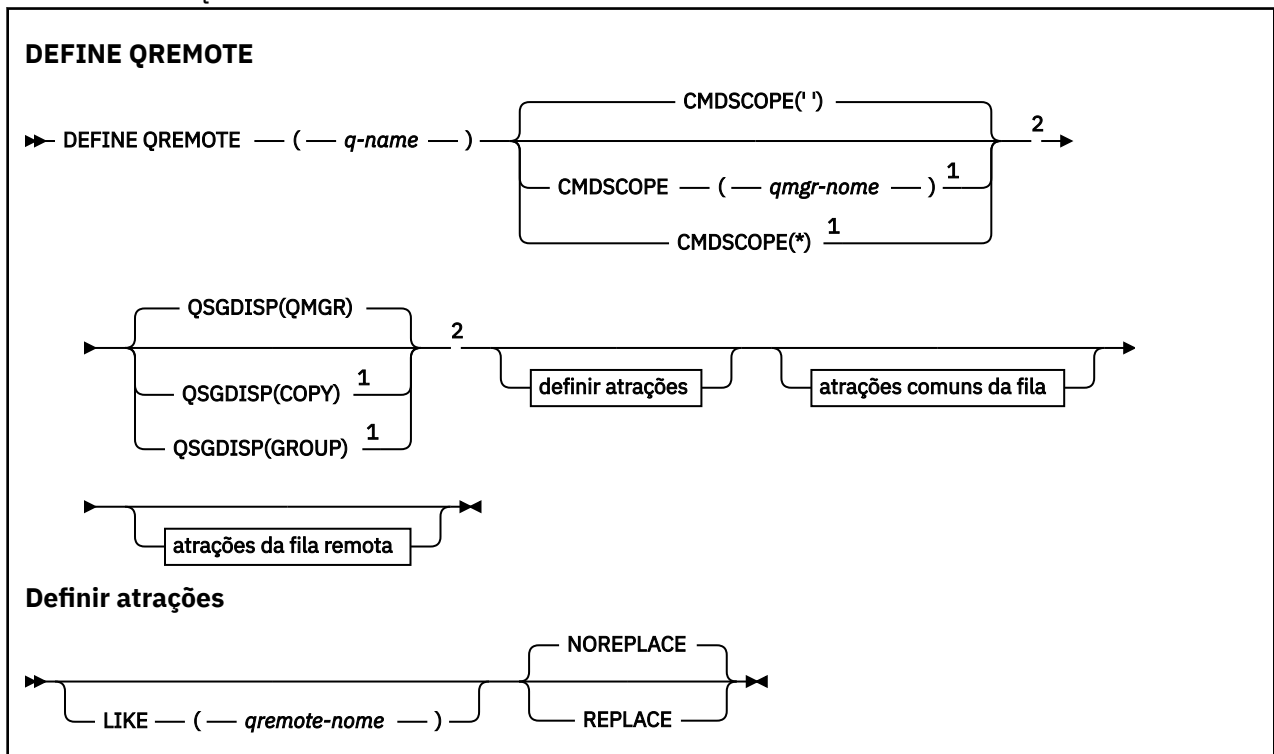 DEFINE QREMOTE
CMDSCOPE(' ')
DEFINE QREMOTE ( q-name ) 2
CMDSCOPE ( qmgr-nome ) 1
CMDSCOPE(*) 1
QSGDISP(QMGR) 2
QSGDISP(COPY) 1 definir atrações atrações comuns da fila
QSGDISP(GROUP) 1
atrações da fila remota
Definir atrações
NOREPLACE
LIKE ( qremote-nome ) REPLACE